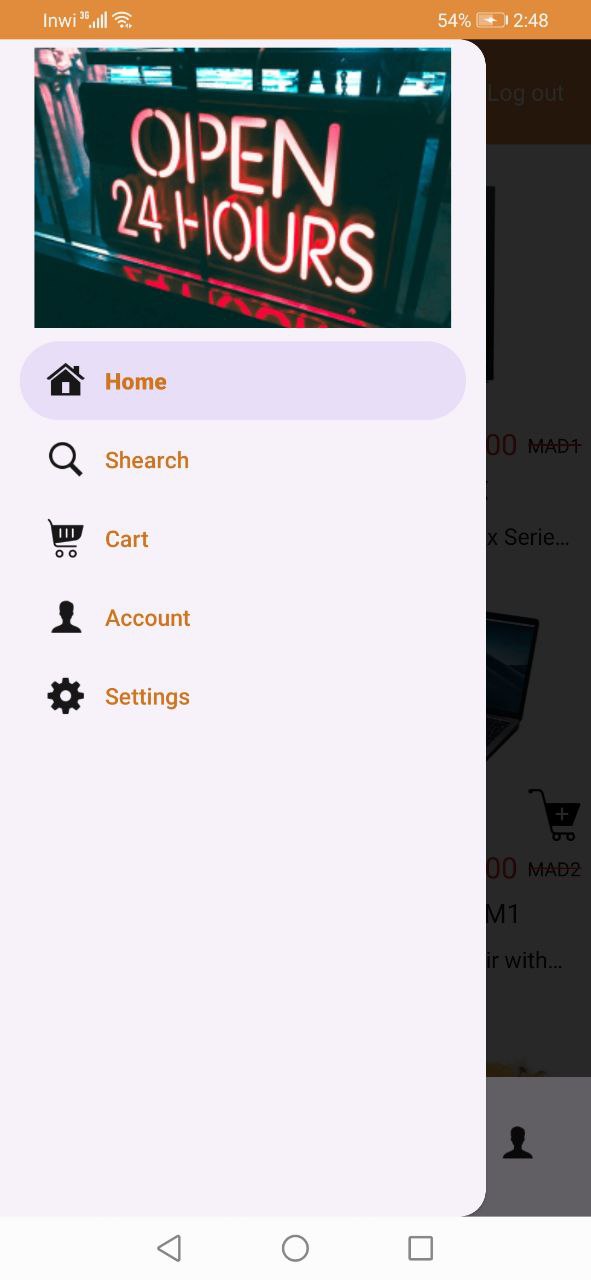 Inwi 3G 54% 2:48
Log out
OPEN
24 HOURS
Home
00 MAD1
Shearch
x Serie...
Cart
Account
Settings
00 MAD2
M1
ir with...